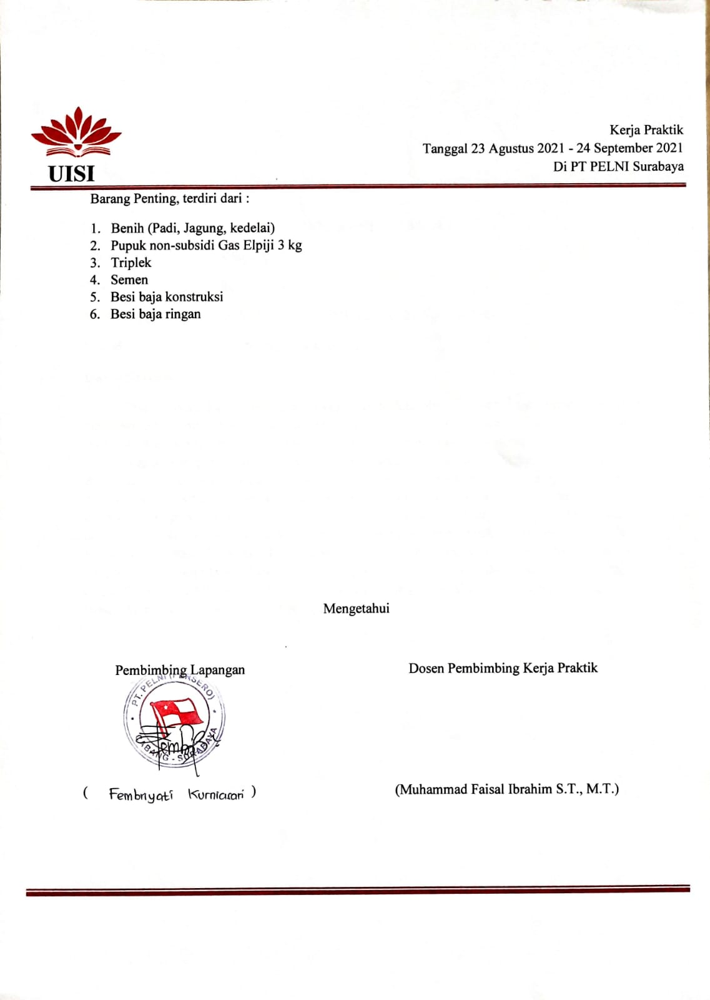 UISI
Kerja Praktik
Tanggal 23 Agustus 2021 - 24 September 2021
Di PT PELNI Surabaya
Barang Penting, terdiri dari :
1. Benih (Padi, Jagung, kedelai)
2. Pupuk non-subsidi Gas Elpiji 3 kg
3. Triplek
4. Semen
5. Besi baja konstruksi
6. Besi baja ringan
Mengetahui
Pembimbing Lapangan
Dosen Pembimbing Kerja Praktik
PT. PELNI (PERSERO)
CABANG - SURABAYA
( Fembriyati Kurniasari )
(Muhammad Faisal Ibrahim S.T., M.T.)